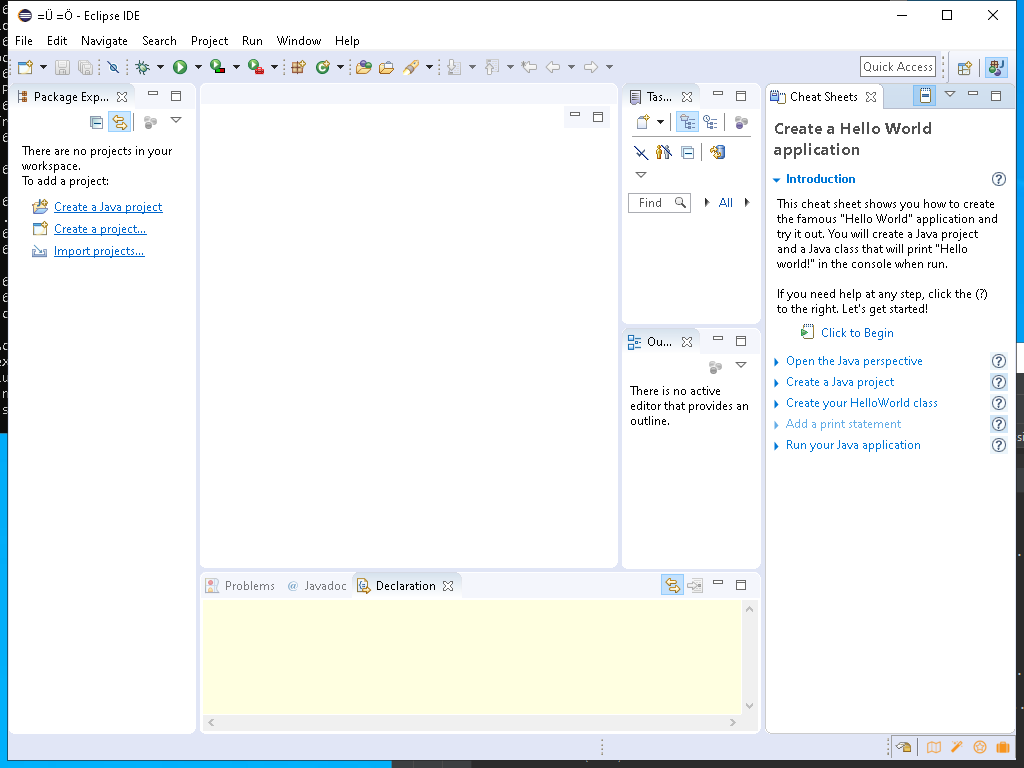 =Ü =Ö - Eclipse IDE
File Edit Navigate Search Project Run Window Help
Quick Access
Package Exp...
There are no projects in your
workspace.
To add a project:
Create a Java project
Create a project...
Import projects...
Tas...
Find
All
Ou...
There is no active
editor that provides an
outline.
Cheat Sheets
Create a Hello World
application
Introduction
This cheat sheet shows you how to create
the famous "Hello World" application and
try it out. You will create a Java project
and a Java class that will print "Hello
world!" in the console when run.
If you need help at any step, click the (?)
to the right. Let's get started!
Click to Begin
Open the Java perspective
Create a Java project
Create your HelloWorld class
Add a print statement
Run your Java application
Problems @ Javadoc Declaration